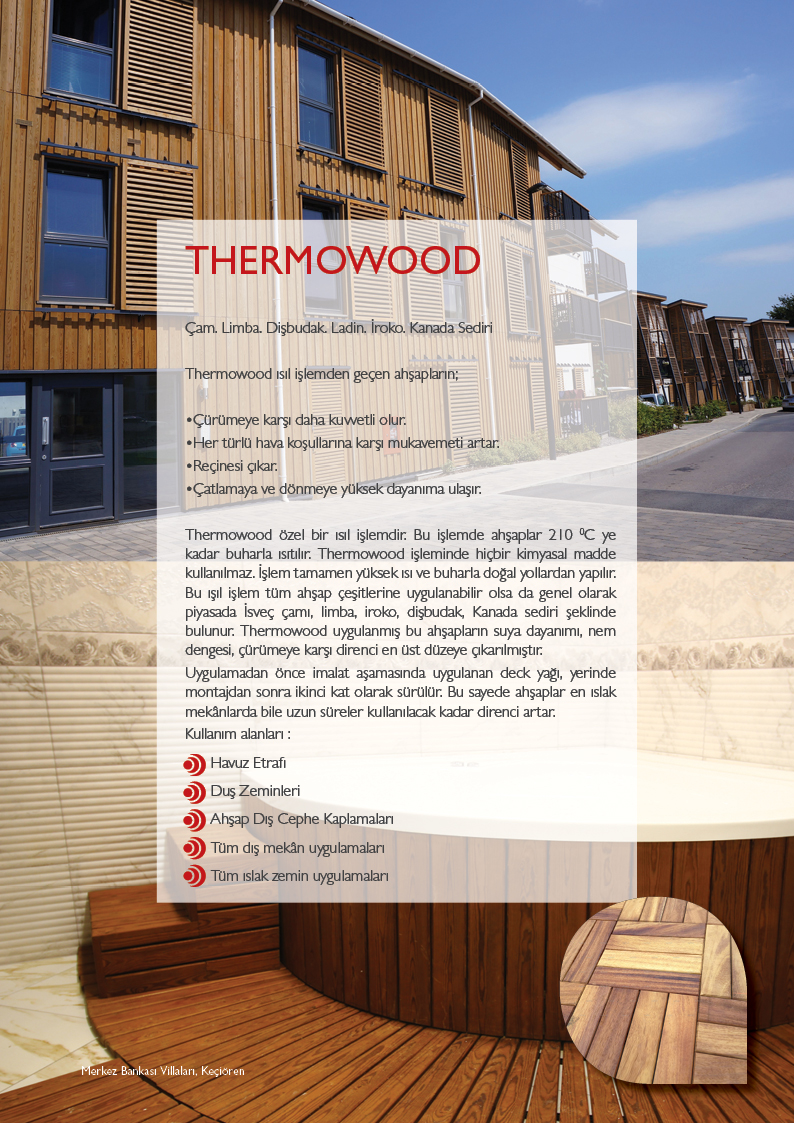 THERMOWOOD
Çam. Limba. Dişbudak. Ladin. İroko. Kanada Sediri
Thermowood ısıl işlemden geçen ahşapların;
•Çürümeye karşı daha kuvvetli olur.
•Her türlü hava koşullarına karşı mukavemeti artar.
•Reçinesi çıkar.
•Çatlamaya ve dönmeye yüksek dayanıma ulaşır.
Thermowood özel bir ısıl işlemdir. Bu işlemde ahşaplar 210 ⁰C ye
kadar buharla ısıtılır. Thermowood işleminde hiçbir kimyasal madde
kullanılmaz. İşlem tamamen yüksek ısı ve buharla doğal yollardan yapılır.
Bu ışıl işlem tüm ahşap çeşitlerine uygulanabilir olsa da genel olarak
piyasada İsveç çamı, limba, iroko, dişbudak, Kanada sediri şeklinde
bulunur. Thermowood uygulanmış bu ahşapların suya dayanımı, nem
dengesi, çürümeye karşı direnci en üst düzeye çıkarılmıştır.
Uygulamadan önce imalat aşamasında uygulanan deck yağı, yerinde
montajdan sonra ikinci kat olarak sürülür. Bu sayede ahşaplar en ıslak
mekânlarda bile uzun süreler kullanılacak kadar direnci artar.
Kullanım alanları :
Havuz Etrafı
Duş Zeminleri
Ahşap Dış Cephe Kaplamaları
Tüm dış mekân uygulamaları
Tüm ıslak zemin uygulamaları
Merkez Bankası Villaları, Keçiören